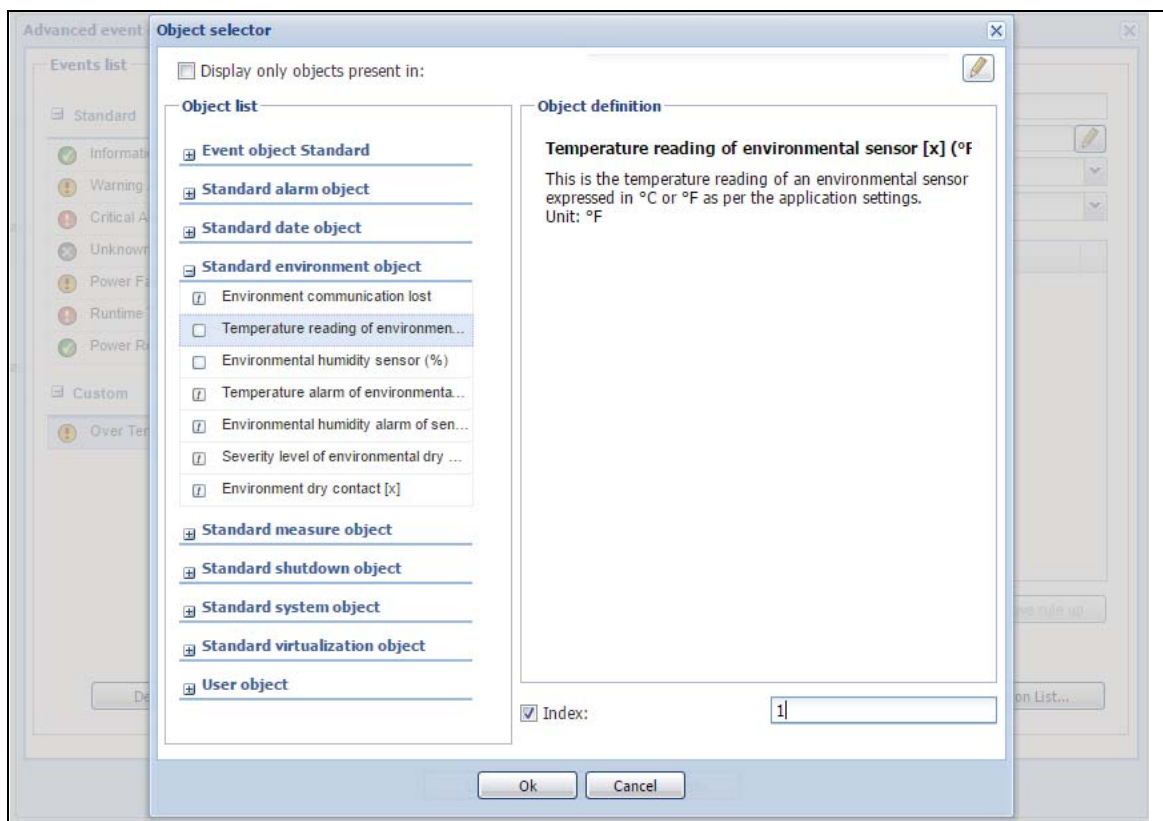 Advanced event
Object selector
Events list
Display only objects present in:
Standard
Warning
Critical A
Unknown
Power Fa
Runtime
Power Re
Custom
Over Ten
Object list
Event object Standard
Standard alarm object
Standard date object
Standard environment object
Environment communication lost
Temperature reading of environmen...
Environmental humidity sensor (%)
Temperature alarm of environmenta...
Environmental humidity alarm of sen...
Severity level of environmental dry ...
Environment dry contact [x]
Standard measure object
Standard shutdown object
Standard system object
Standard virtualization object
User object
Object definition
Temperature reading of environmental sensor [x] (°F
This is the temperature reading of an environmental sensor
expressed in °C or °F as per the application settings.
Unit: °F
Index:
1
rule up
De
on List...
Ok
Cancel